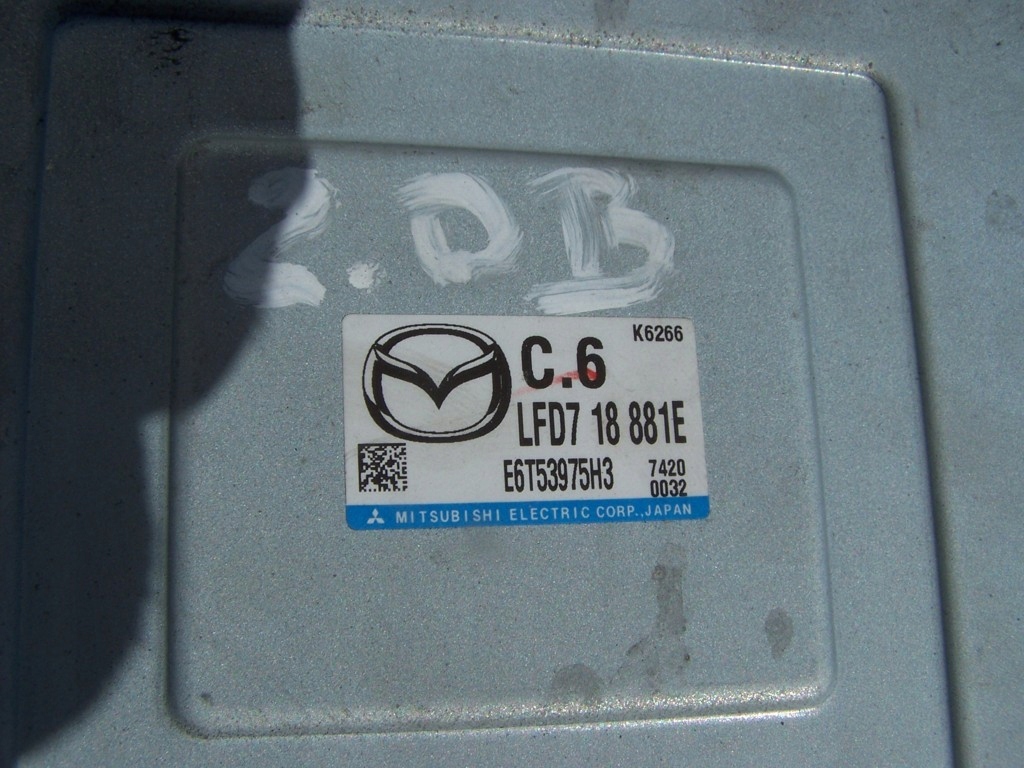 2.0B
C.6 K6266
LFD7 18 881E
E6T53975H3 7420
0032
MITSUBISHI ELECTRIC CORP.,JAPAN